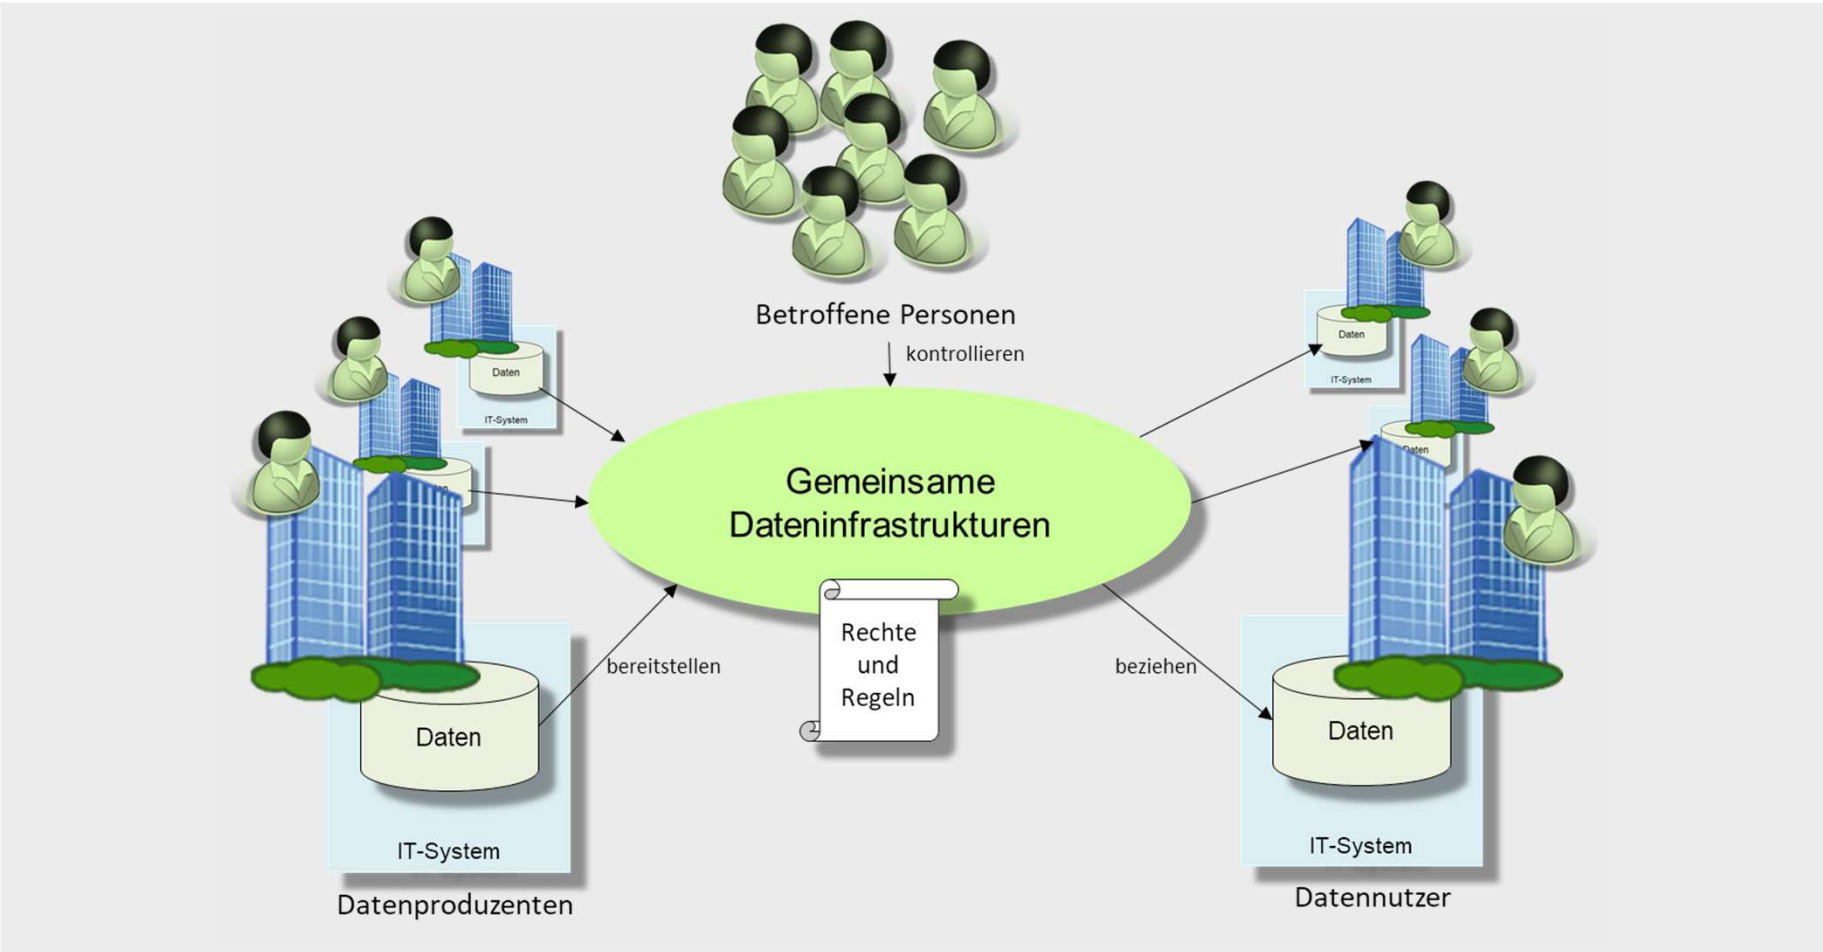 Betroffene Personen
kontrollieren
Daten
IT-System
Daten
IT-System
Daten
Gemeinsame
Dateninfrastrukturen
Rechte
und
Regeln
bereitstellen
beziehen
Daten
IT-System
Datenproduzenten
Daten
IT-System
Datennutzer